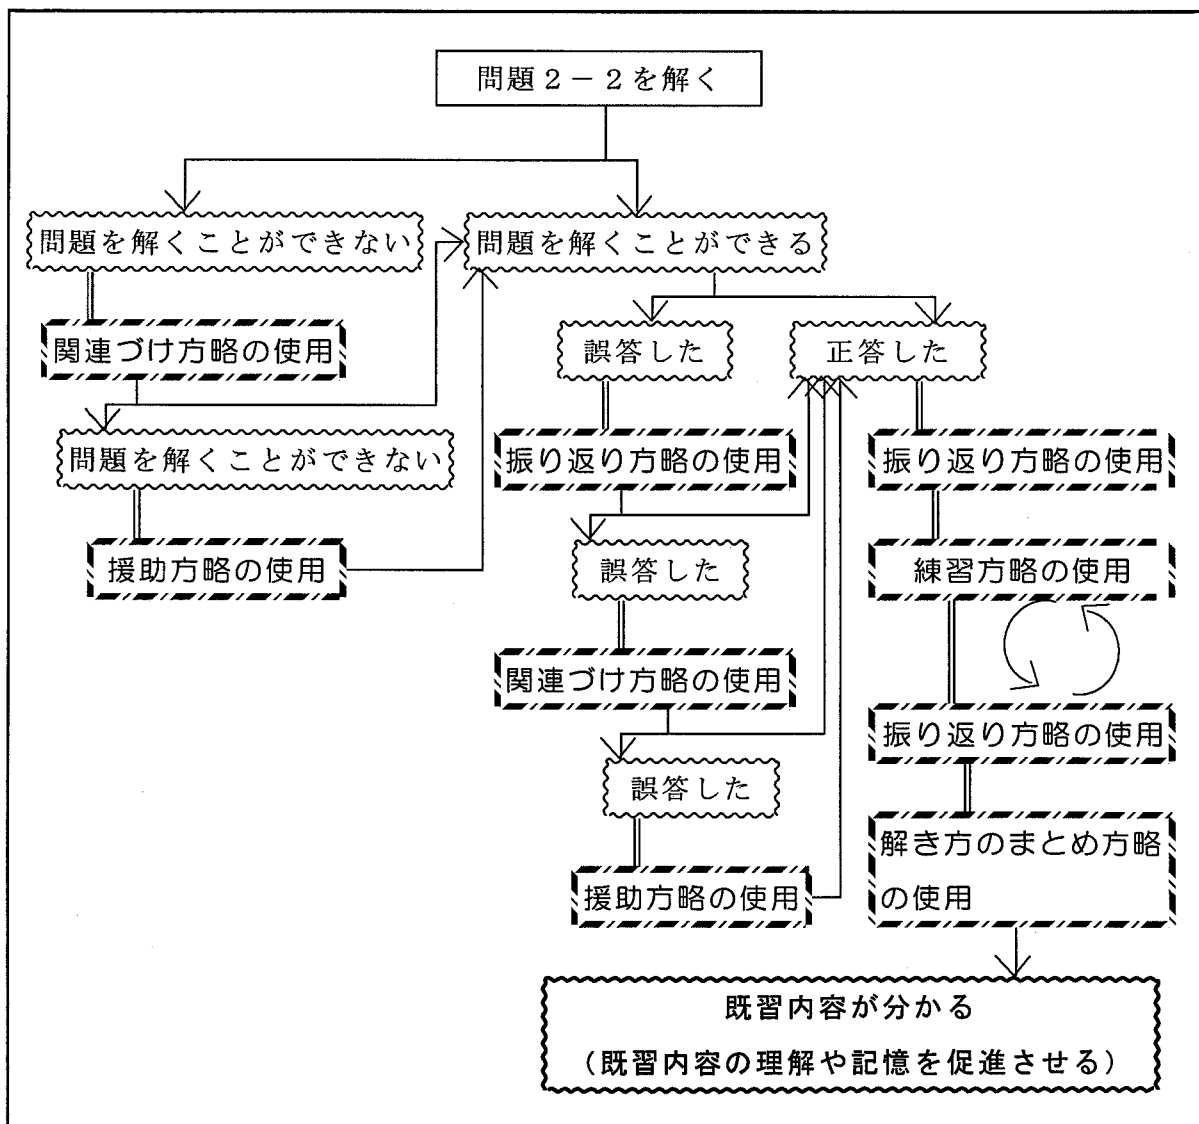 問題２－２を解く
問題を解くことができない
問題を解くことができる
関連づけ方略の使用
誤答した
正答した
問題を解くことができない
振り返り方略の使用
振り返り方略の使用
援助方略の使用
誤答した
練習方略の使用
関連づけ方略の使用
振り返り方略の使用
誤答した
解き方のまとめ方略
の使用
援助方略の使用
既習内容が分かる
（既習内容の理解や記憶を促進させる）